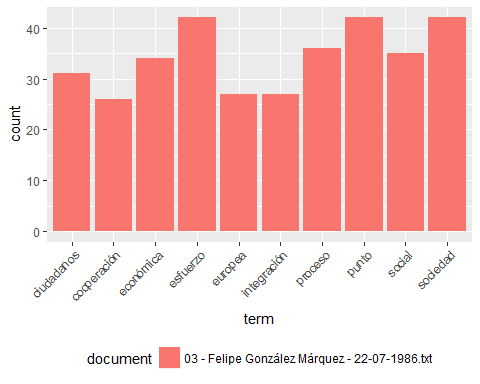 40
30
20
10
0
count
ciudadanos
cooperación
económica
esfuerzo
europea
integración
proceso
punto
social
sociedad
term
document
03 - Felipe González Márquez - 22-07-1986.txt